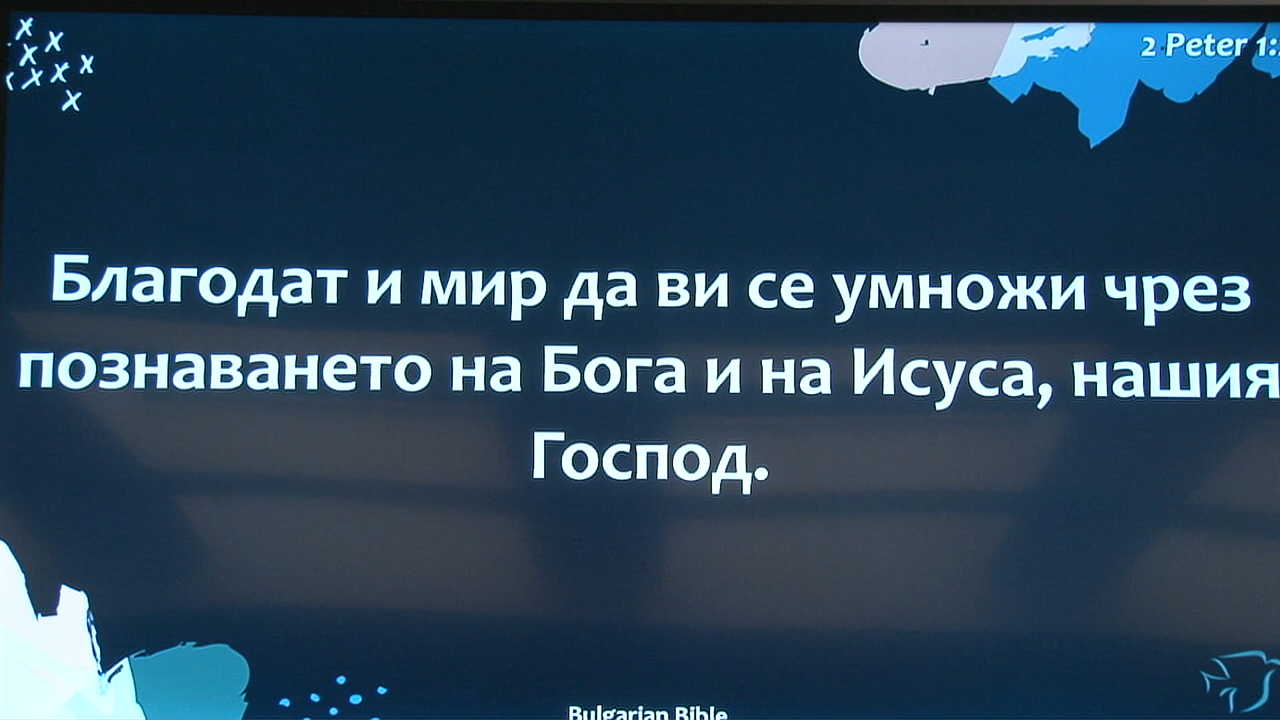 2 Peter 1:
Благодат и мир да ви се умножи чрез
познаването на Бога и на Исуса, нашия
Господ.
Bulgarian Bible